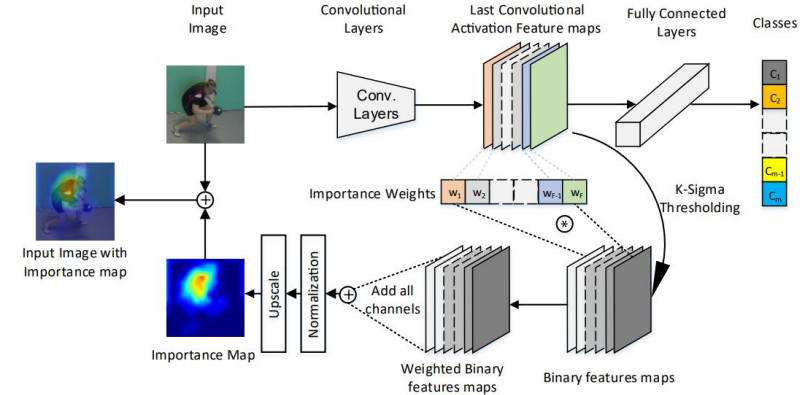 Input
Image
Convolutional
Layers
Last Convolutional
Activation Feature maps
Fully Connected
Layers
Classes
Conv.
Layers
C1
C2
Cm-1
Cm
Importance Weights
w1 w2 wF-1 wF
K-Sigma
Thresholding
Input Image with
Importance map
Importance Map
Upscale
Normalization
Add all
channels
Weighted Binary
features maps
Binary features maps